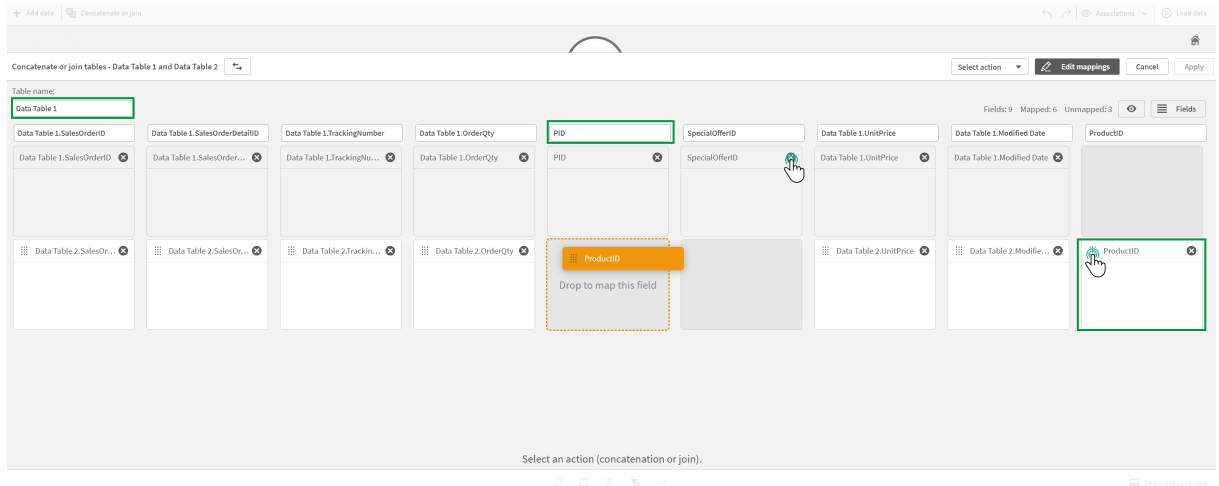 Add data Concatenate or join Associations Load data
Concatenate or join tables - Data Table 1 and Data Table 2 Select action Edit mappings Cancel Apply
Table name:
Data Table 1 Fields: 9 Mapped: 6 Unmapped: 3 Fields
Data Table 1.SalesOrderID Data Table 1.SalesOrderDetailID Data Table 1.TrackingNumber Data Table 1.OrderQty PID SpecialOfferID Data Table 1.UnitPrice Data Table 1.Modified Date ProductID
Data Table 1.SalesOrderID Data Table 1.SalesOrder... Data Table 1.TrackingNu... Data Table 1.OrderQty PID SpecialOfferID Data Table 1.UnitPrice Data Table 1.Modified Date
Data Table 2.SalesOr... Data Table 2.SalesOr... Data Table 2.Trackin... Data Table 2.OrderQty ProductID Data Table 2.UnitPrice Data Table 2.Modifie... ProductID
Drop to map this field
Select an action (concatenation or join).
Show data preview